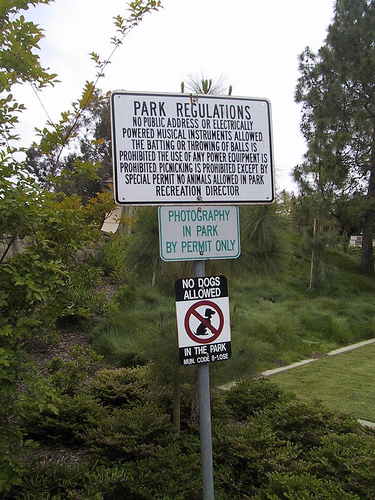 PARK REGULATIONS
NO PUBLIC ADDRESS OR ELECTRICALLY
POWERED MUSICAL INSTRUMENTS ALLOWED
THE BATTING OR THROWING OF BALLS IS
PROHIBITED THE USE OF ANY POWER EQUIPMENT IS
PROHIBITED PICNICKING IS PROHIBITED EXCEPT BY
SPECIAL PERMIT NO ANIMALS ALLOWED IN PARK
RECREATION DIRECTOR
PHOTOGRAPHY
IN PARK
BY PERMIT ONLY
NO DOGS
ALLOWED
IN THE PARK
MUN. CODE